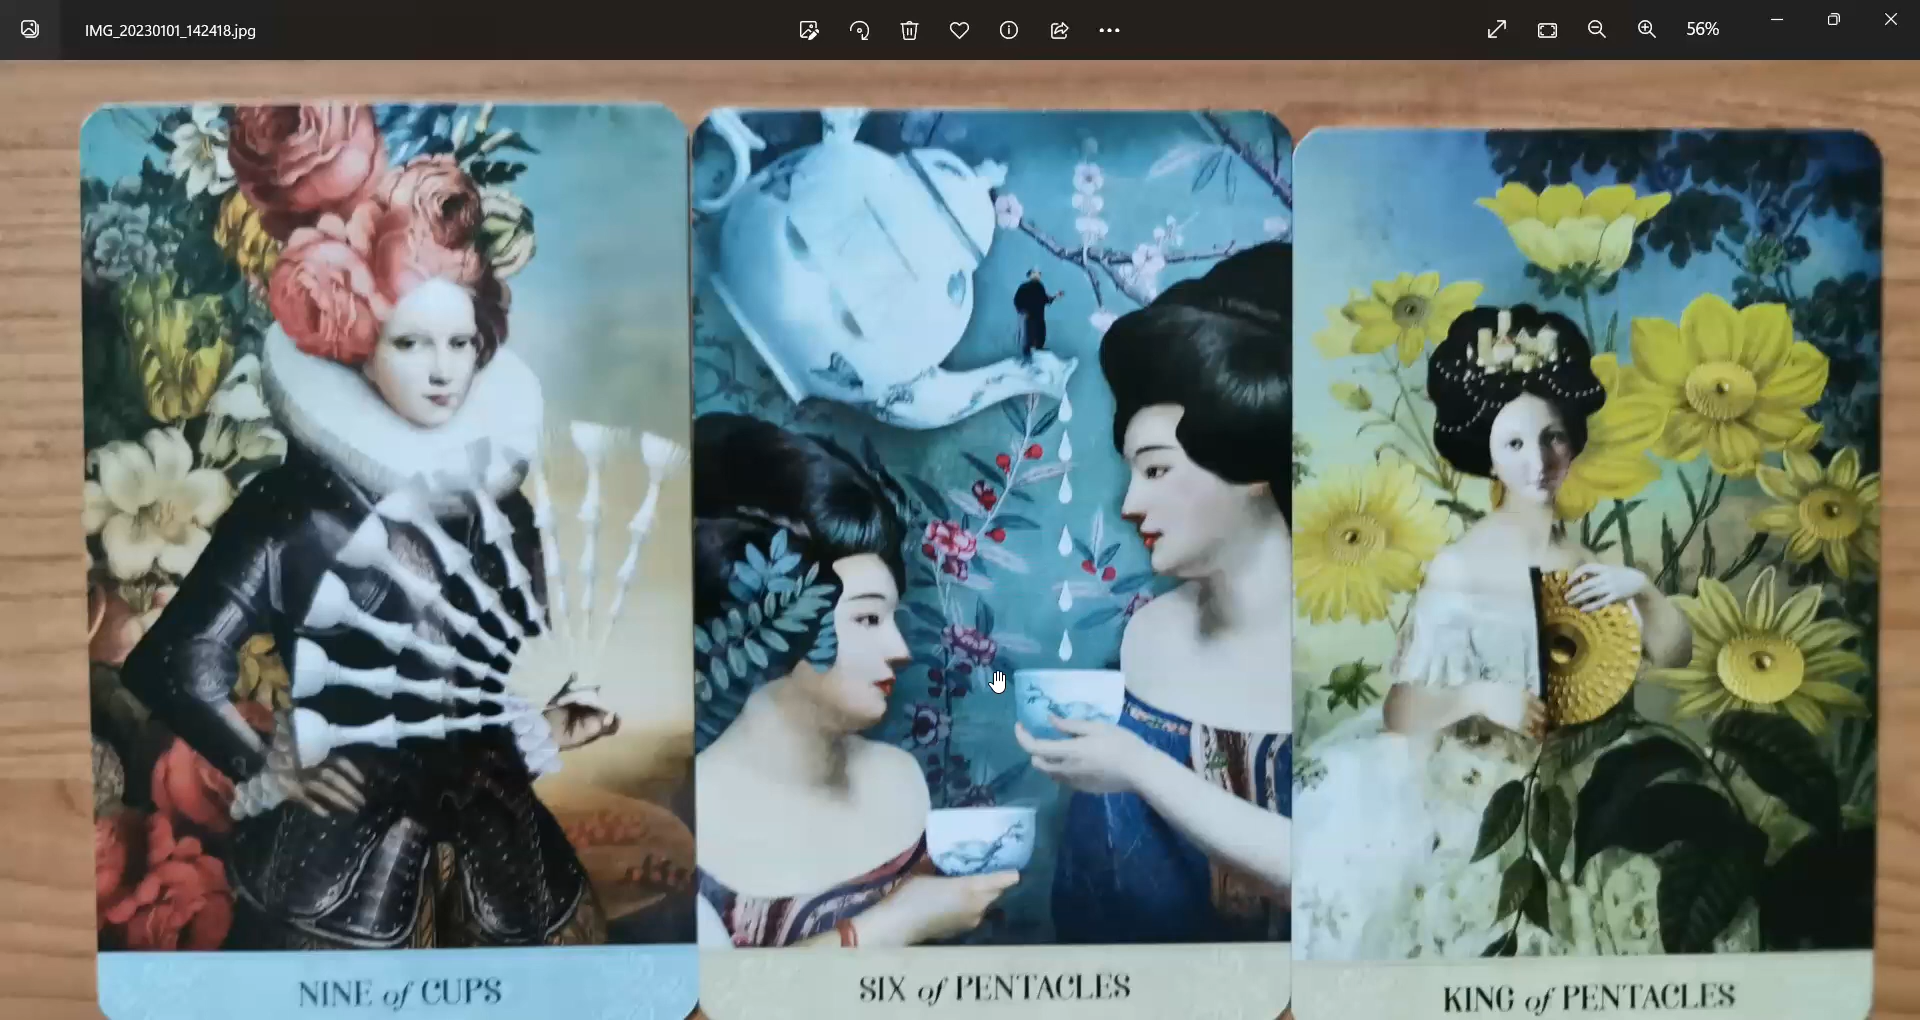 IMG_20230101_142418.jpg
56%
NINE of CUPS
SIX of PENTACLES
KING of PENTACLES